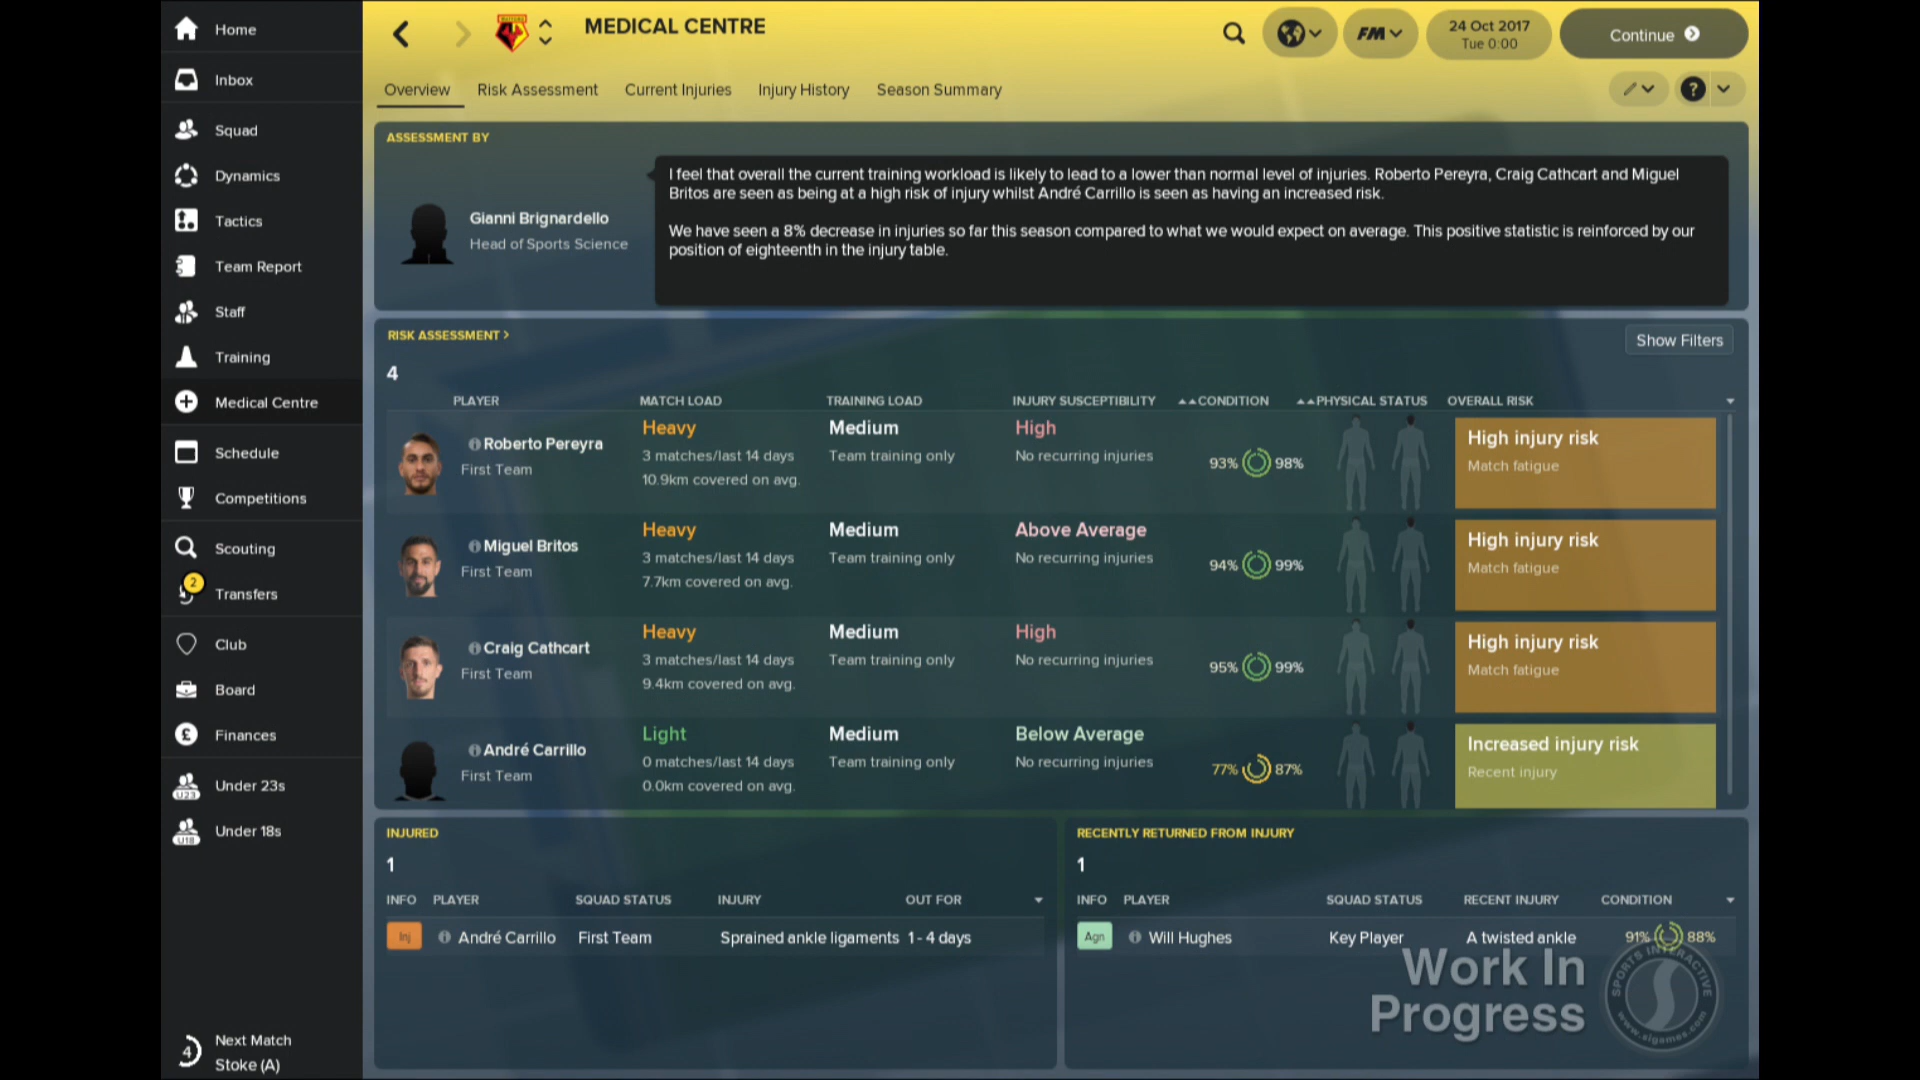 Home
Inbox
Squad
Dynamics
Tactics
Team Report
Staff
Training
Medical Centre
Schedule
Competitions
Scouting
2
Transfers
Club
Board
Finances
U23
Under 23s
U18
Under 18s
4
Next Match
Stoke (A)
MEDICAL CENTRE
FM
24 Oct 2017
Tue 0:00
Continue
Overview
Risk Assessment
Current Injuries
Injury History
Season Summary
?
ASSESSMENT BY
Gianni Brignardello
Head of Sports Science
I feel that overall the current training workload is likely to lead to a lower than normal level of injuries. Roberto Pereyra, Craig Cathcart and Miguel
Britos are seen as being at a high risk of injury whilst André Carrillo is seen as having an increased risk.
We have seen a 8% decrease in injuries so far this season compared to what we would expect on average. This positive statistic is reinforced by our
position of eighteenth in the injury table.
RISK ASSESSMENT >
Show Filters
4
PLAYER MATCH LOAD TRAINING LOAD INJURY SUSCEPTIBILITY CONDITION PHYSICAL STATUS OVERALL RISK
Roberto Pereyra
First Team
Heavy
3 matches/last 14 days
10.9km covered on avg.
Medium
Team training only
High
No recurring injuries
93% 98%
High injury risk
Match fatigue
Miguel Britos
First Team
Heavy
3 matches/last 14 days
7.7km covered on avg.
Medium
Team training only
Above Average
No recurring injuries
94% 99%
High injury risk
Match fatigue
Craig Cathcart
First Team
Heavy
3 matches/last 14 days
9.4km covered on avg.
Medium
Team training only
High
No recurring injuries
95% 99%
High injury risk
Match fatigue
André Carrillo
First Team
Light
0 matches/last 14 days
0.0km covered on avg.
Medium
Team training only
Below Average
No recurring injuries
77% 87%
Increased injury risk
Recent injury
INJURED
1
INFO PLAYER SQUAD STATUS INJURY OUT FOR
Inj André Carrillo First Team Sprained ankle ligaments 1 - 4 days
RECENTLY RETURNED FROM INJURY
1
INFO PLAYER SQUAD STATUS RECENT INJURY CONDITION
Agn Will Hughes Key Player A twisted ankle 91% 88%
Work In
Progress
SPORTS INTERACTIVE
www.sigames.com